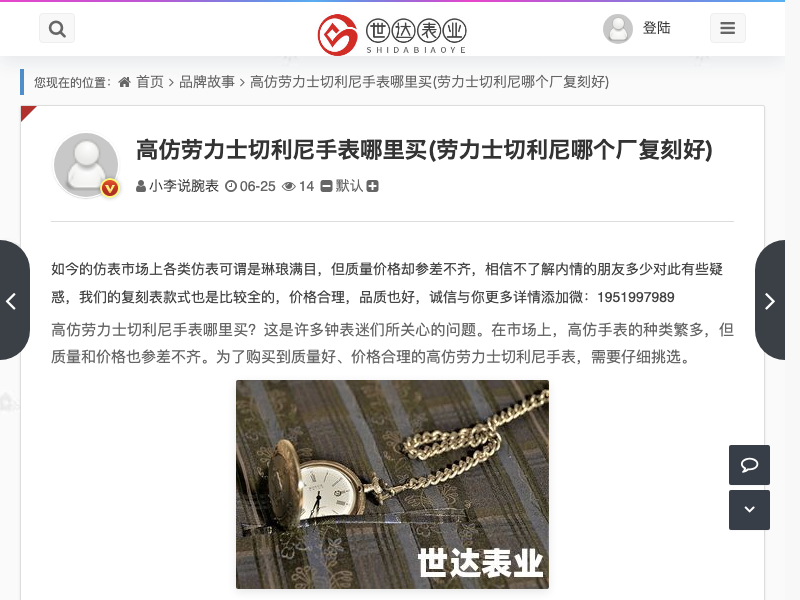 世达表业
SHIDABIAOYE
登陆
您现在的位置： 首页 > 品牌故事 > 高仿劳力士切利尼手表哪里买(劳力士切利尼哪个厂复刻好)
高仿劳力士切利尼手表哪里买(劳力士切利尼哪个厂复刻好)
小李说腕表 06-25 14 默认
如今的仿表市场上各类仿表可谓是琳琅满目，但质量价格却参差不齐，相信不了解内情的朋友多少对此有些疑
惑，我们的复刻表款式也是比较全的，价格合理，品质也好，诚信与你更多详情添加微：1951997989
高仿劳力士切利尼手表哪里买？这是许多钟表迷们所关心的问题。在市场上，高仿手表的种类繁多，但
质量和价格也参差不齐。为了购买到质量好、价格合理的高仿劳力士切利尼手表，需要仔细挑选。
世达表业